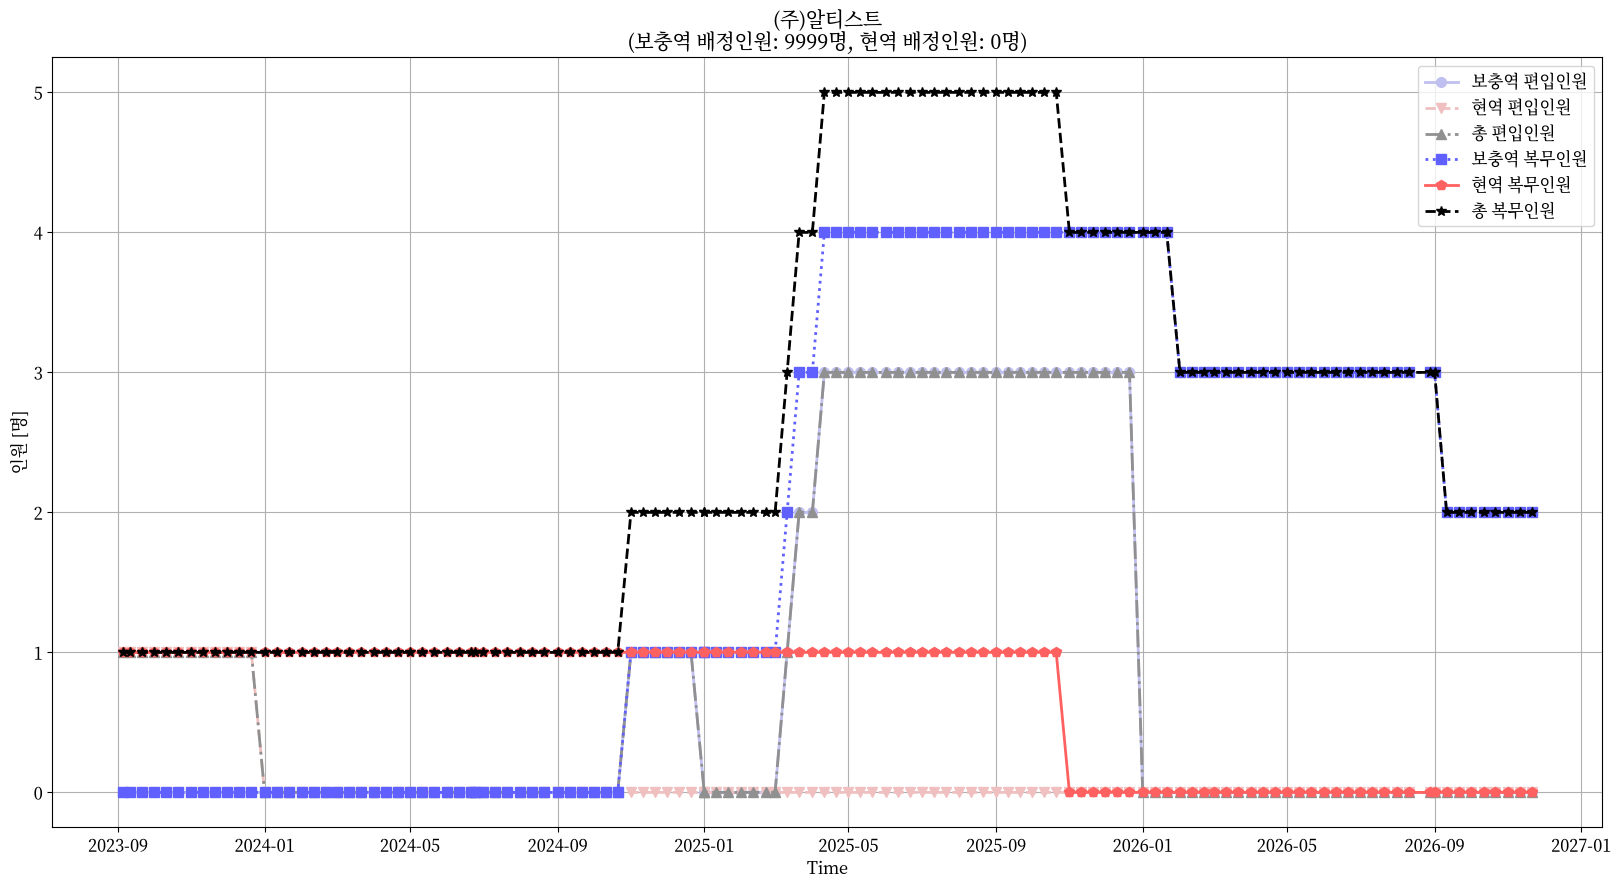 (주)알티스트
(보충역 배정인원: 9999명, 현역 배정인원: 0명)
인원 [명]
5
4
3
2
1
0
보충역 편입인원
현역 편입인원
총 편입인원
보충역 복무인원
현역 복무인원
총 복무인원
2023-09
2024-01
2024-05
2024-09
2025-01
2025-05
2025-09
2026-01
2026-05
2026-09
2027-01
Time